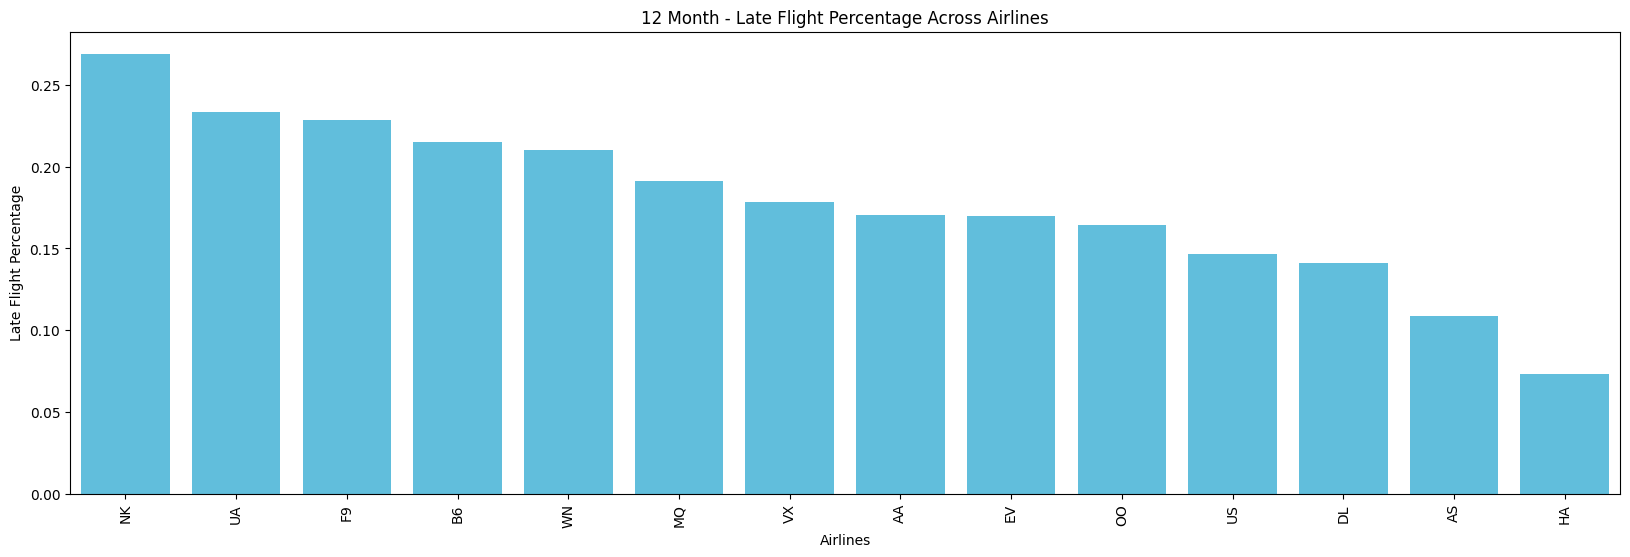 12 Month - Late Flight Percentage Across Airlines
Late Flight Percentage
0.25
0.20
0.15
0.10
0.05
0.00
NK
UA
F9
B6
WN
MQ
VX
AA
EV
OO
US
DL
AS
HA
Airlines